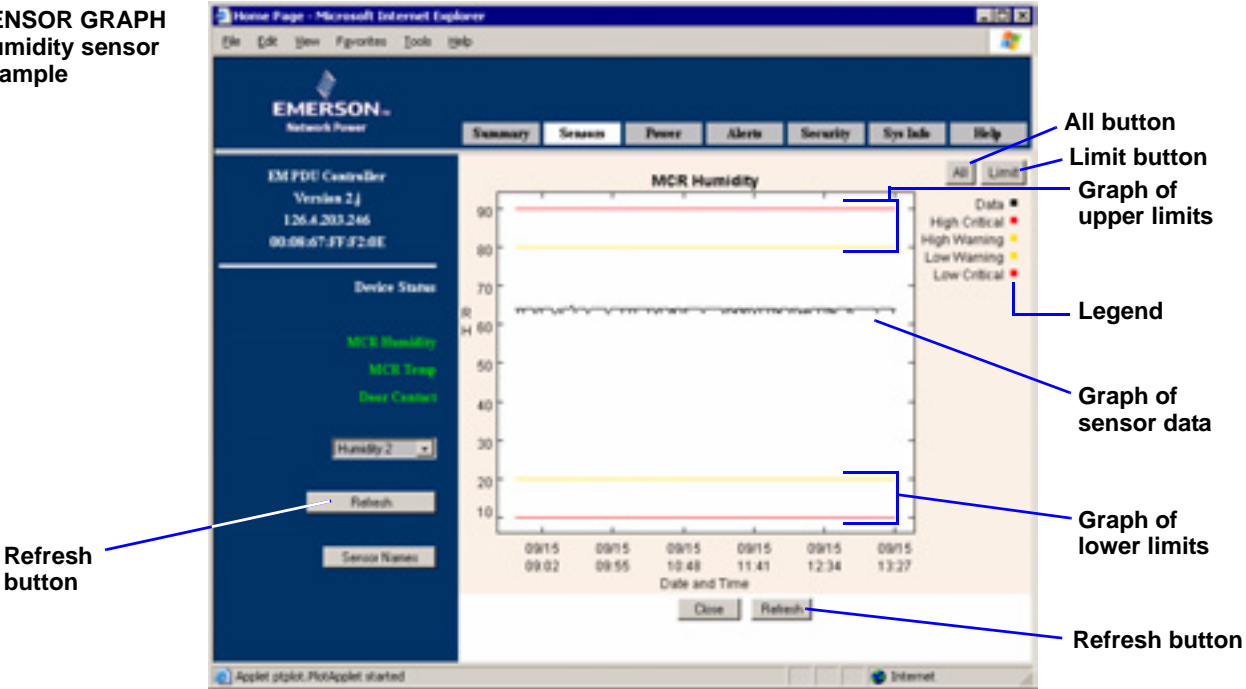 ENSOR GRAPH
umidity sensor
ample
Home Page - Microsoft Internet Explorer
File Edit View Favorites Tools Help
EMERSON™
Network Power
Summary Sensors Power Alerts Security Sys Info Help
EM PDU Controller
Version 2.j
126.4.203.246
00:08:67:FF:F2:0E
Device Status
MCR Humidity
MCR Temp
Door Contact
Humidity 2
Refresh
Sensor Names
All Limit
MCR Humidity
Data
High Critical
High Warning
Low Warning
Low Critical
90
80
70
60
50
40
30
20
10
R
H
09/15 09/15 09/15 09/15 09/15 09/15
09:02 09:55 10:48 11:41 12:34 13:27
Date and Time
Close Refresh
Applet ptplot.PlotApplet started
Internet
All button
Limit button
Graph of
upper limits
Legend
Graph of
sensor data
Graph of
lower limits
Refresh button
Refresh
button